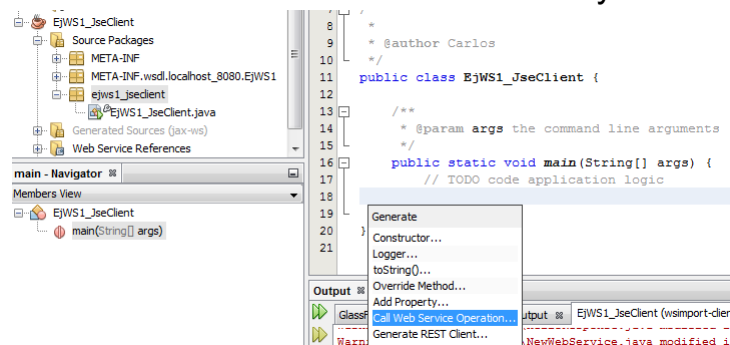 EjWS1_JseClient
Source Packages
META-INF
META-INF.wsdl.localhost_8080.EjWS1
ejws1_jseclient
EjWS1_JseClient.java
Generated Sources (jax-ws)
Web Service References
main - Navigator
Members View
EjWS1_JseClient
main(String[] args)
8 *
9 * @author Carlos
10 */
11 public class EjWS1_JseClient {
12
13 /**
14 * @param args the command line arguments
15 */
16 public static void main(String[] args) {
17 // TODO code application logic
18
19
20 }
21
Generate
Constructor...
Logger...
toString()...
Override Method...
Add Property...
Call Web Service Operation...
Generate REST Client...
Output
EjWS1_JseClient (wsimport-clie
NewWebService.java modified i